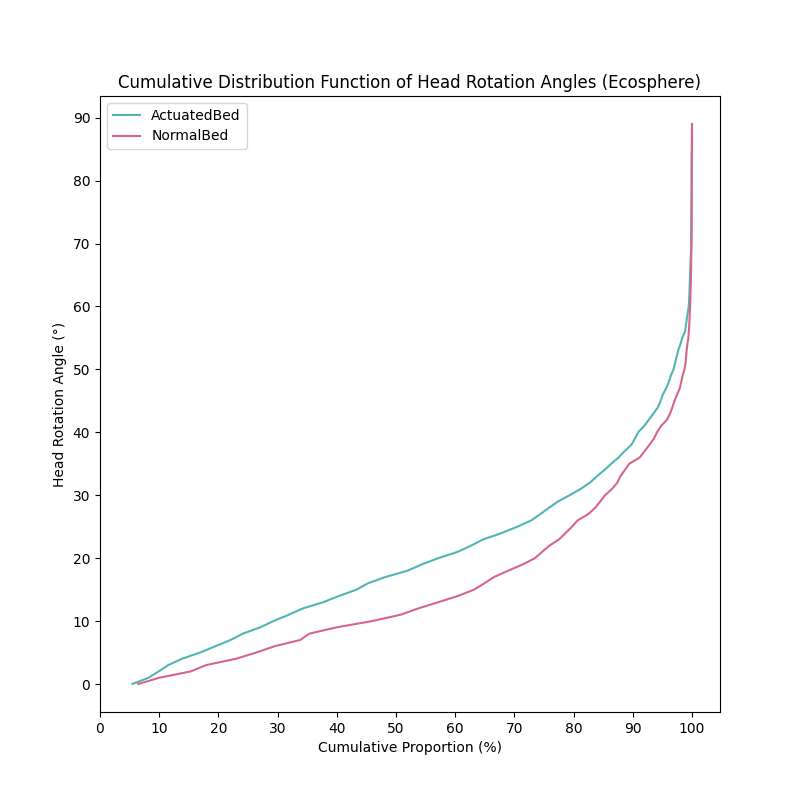 Cumulative Distribution Function of Head Rotation Angles (Ecosphere)
ActuatedBed
NormalBed
90
80
70
60
50
40
30
20
10
0
Head Rotation Angle (°)
0 10 20 30 40 50 60 70 80 90 100
Cumulative Proportion (%)